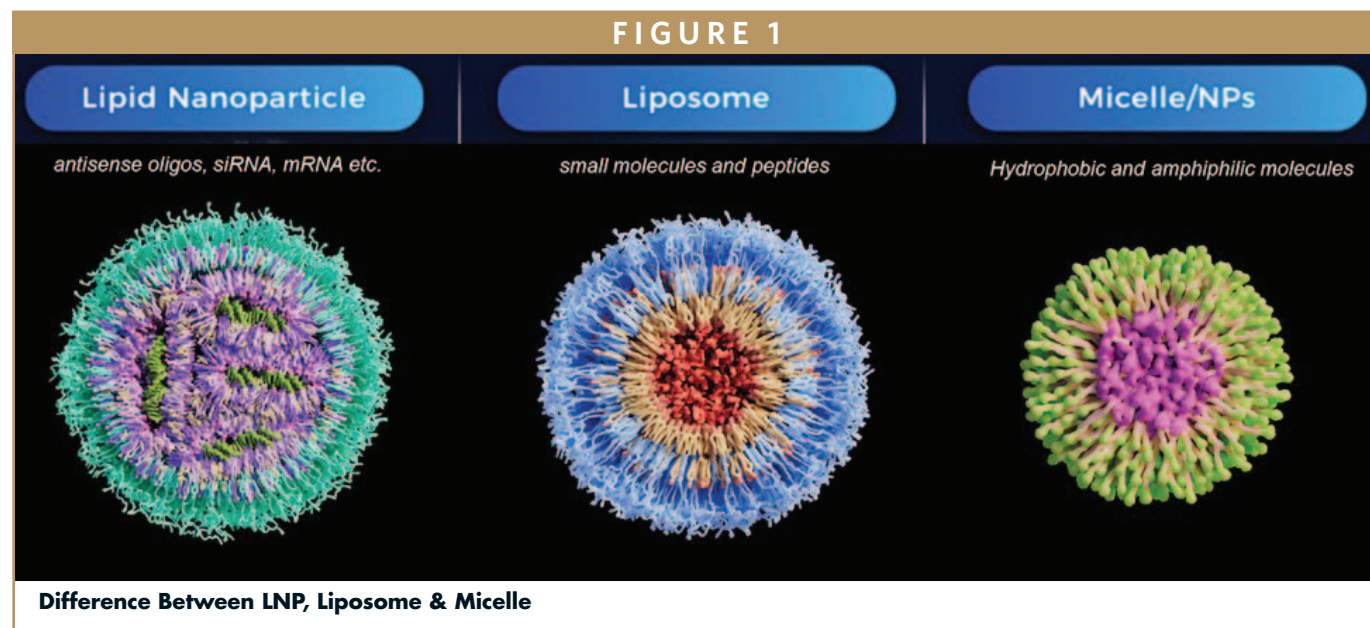 FIGURE 1
Lipid Nanoparticle
Liposome
Micelle/NPs
antisense oligos, siRNA, mRNA etc.
small molecules and peptides
Hydrophobic and amphiphilic molecules
Difference Between LNP, Liposome & Micelle